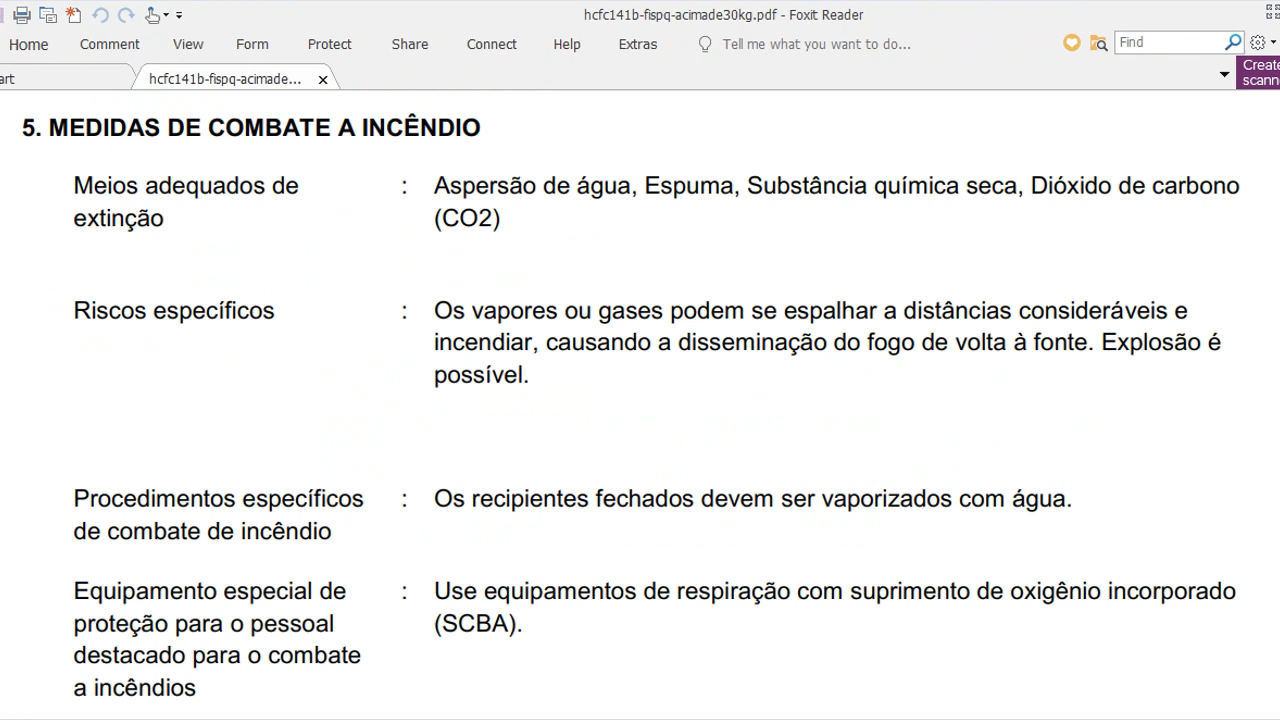 hcfc141b-fispq-acimade30kg.pdf - Foxit Reader
Home Comment View Form Protect Share Connect Help Extras Tell me what you want to do... Find
art hcfc141b-fispq-acimade... × Create
scann
5. MEDIDAS DE COMBATE A INCÊNDIO
Meios adequados de : Aspersão de água, Espuma, Substância química seca, Dióxido de carbono
extinção (CO2)
Riscos específicos : Os vapores ou gases podem se espalhar a distâncias consideráveis e
incendiar, causando a disseminação do fogo de volta à fonte. Explosão é
possível.
Procedimentos específicos : Os recipientes fechados devem ser vaporizados com água.
de combate de incêndio
Equipamento especial de : Use equipamentos de respiração com suprimento de oxigênio incorporado
proteção para o pessoal (SCBA).
destacado para o combate
a incêndios